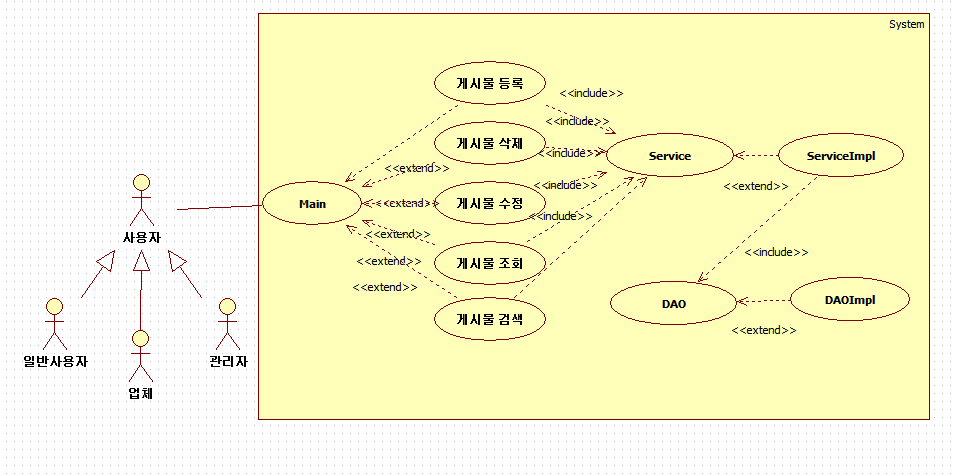 System
게시물 등록
<<include>>
<<include>>
게시물 삭제
<<include>>
Service
ServiceImpl
<<extend>>
<<extend>>
<<include>>
Main
<<extend>>
게시물 수정
<<include>>
사용자
<<extend>>
<<extend>>
게시물 조회
<<include>>
<<extend>>
DAO
DAOImpl
게시물 검색
<<extend>>
일반사용자
업체
관리자